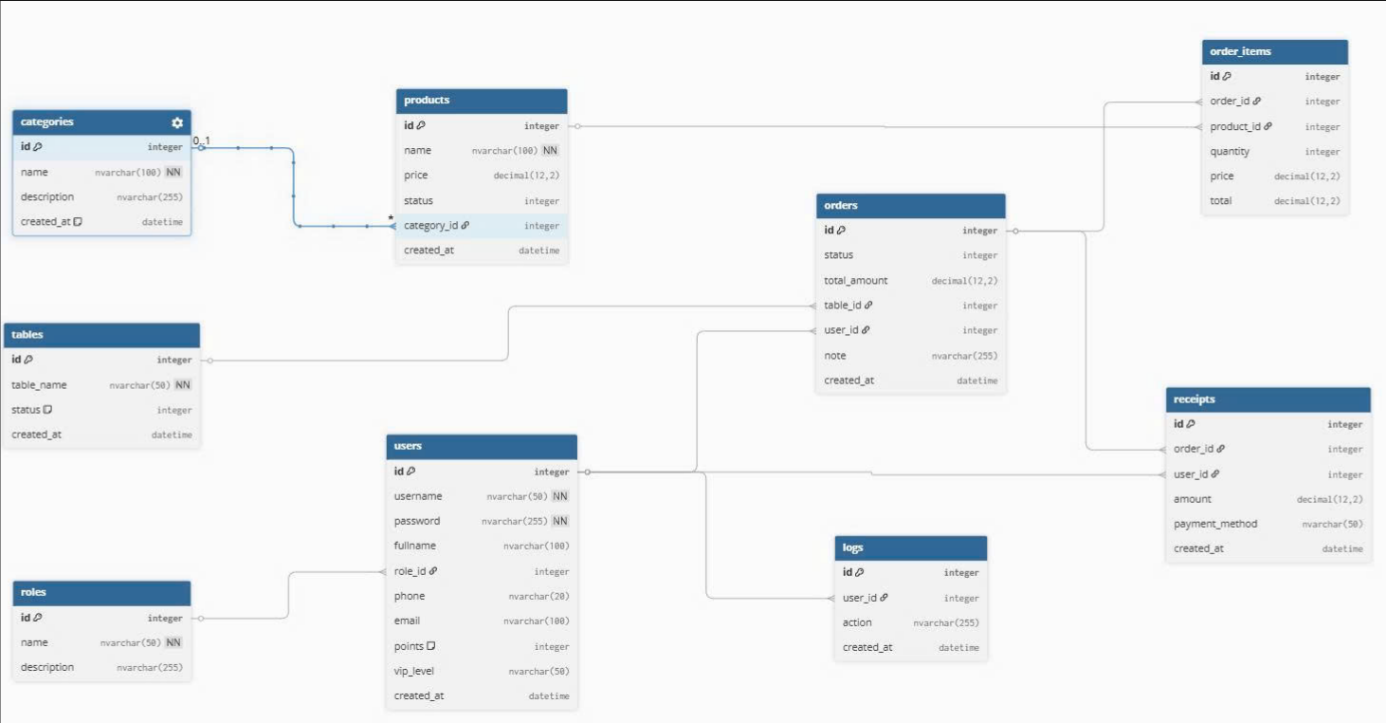 categories
id integer
name nvarchar(100) NN
description nvarchar(255)
created_at datetime
0..1
*
products
id integer
name nvarchar(100) NN
price decimal(12,2)
status integer
category_id integer
created_at datetime
order_items
id integer
order_id integer
product_id integer
quantity integer
price decimal(12,2)
total decimal(12,2)
orders
id integer
status integer
total_amount decimal(12,2)
table_id integer
user_id integer
note nvarchar(255)
created_at datetime
tables
id integer
table_name nvarchar(50) NN
status integer
created_at datetime
users
id integer
username nvarchar(50) NN
password nvarchar(255) NN
fullname nvarchar(100)
role_id integer
phone nvarchar(20)
email nvarchar(100)
points integer
vip_level nvarchar(50)
created_at datetime
receipts
id integer
order_id integer
user_id integer
amount decimal(12,2)
payment_method nvarchar(50)
created_at datetime
logs
id integer
user_id integer
action nvarchar(255)
created_at datetime
roles
id integer
name nvarchar(50) NN
description nvarchar(255)